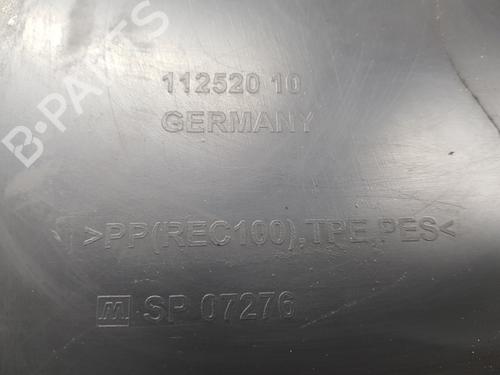 B-PARTS
112520 10
GERMANY
>PP(REC100),TPE,PES<
M SP 07276